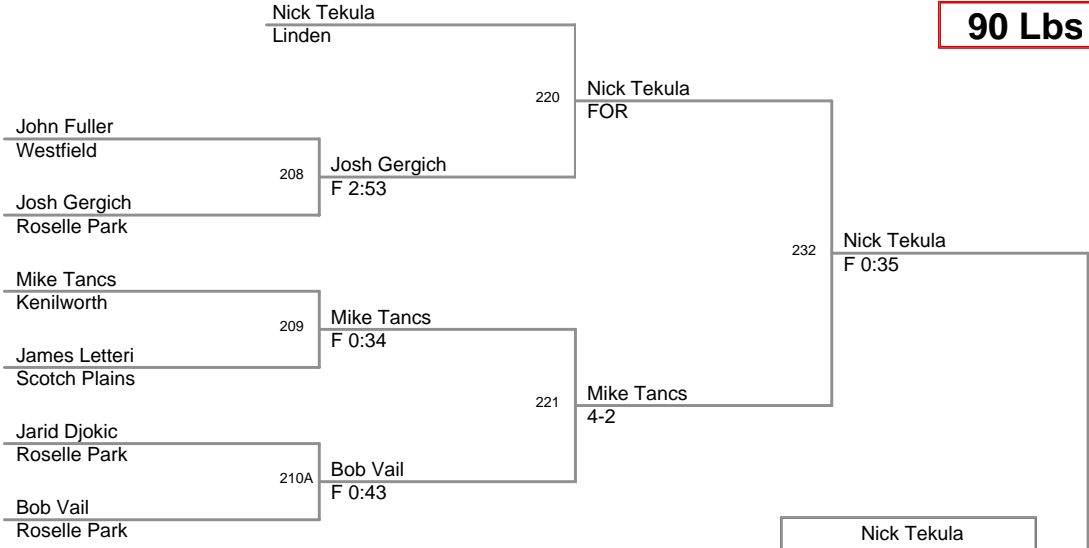 Nick Tekula
Linden
90 Lbs
220
Nick Tekula
FOR
John Fuller
Westfield
208
Josh Gergich
F 2:53
Josh Gergich
Roselle Park
232
Nick Tekula
F 0:35
Mike Tancs
Kenilworth
209
Mike Tancs
F 0:34
James Letteri
Scotch Plains
221
Mike Tancs
4-2
Jarid Djokic
Roselle Park
210A
Bob Vail
F 0:43
Bob Vail
Roselle Park
Nick Tekula